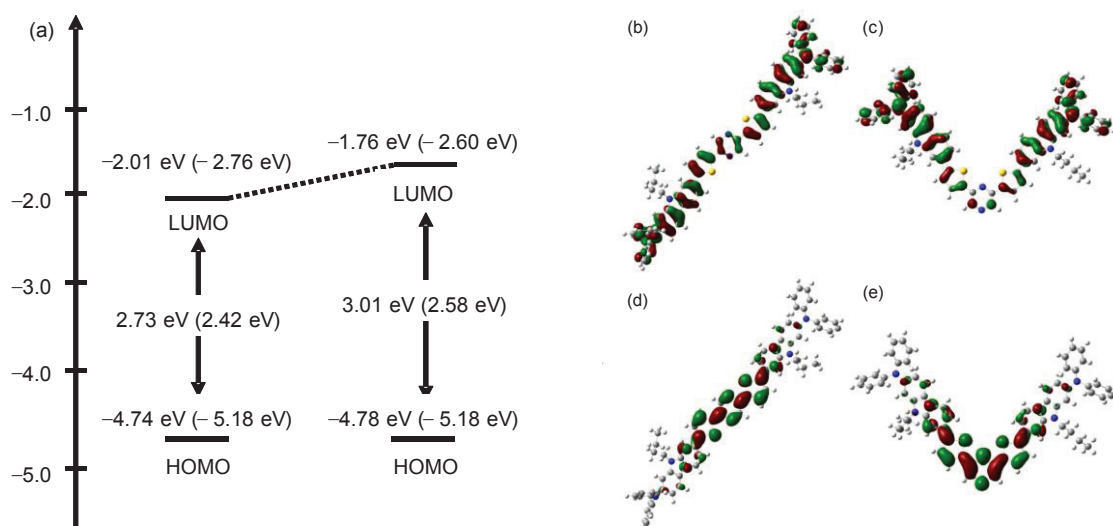 (a)
−1.0
−2.0
−3.0
−4.0
−5.0
−2.01 eV (− 2.76 eV)
LUMO
2.73 eV (2.42 eV)
−4.74 eV (− 5.18 eV)
HOMO
−1.76 eV (− 2.60 eV)
LUMO
3.01 eV (2.58 eV)
−4.78 eV (− 5.18 eV)
HOMO
(b)
(c)
(d)
(e)